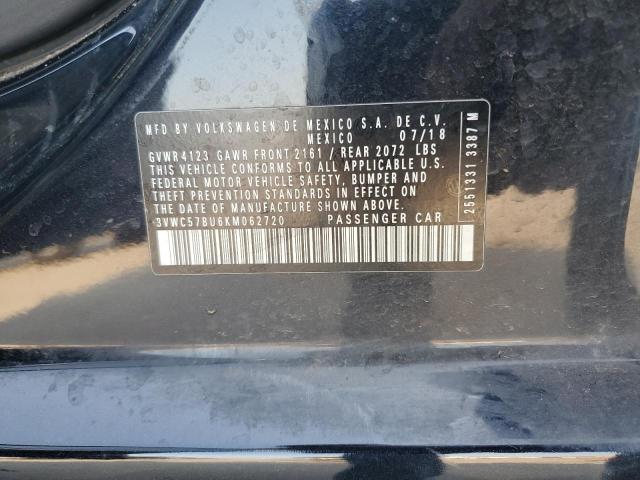 MFD BY VOLKSWAGEN DE MEXICO S.A. DE C.V.
MEXICO 07/18
GVWR 4123 GAWR FRONT 2161 / REAR 2072 LBS
THIS VEHICLE CONFORMS TO ALL APPLICABLE U.S.
FEDERAL MOTOR VEHICLE SAFETY, BUMPER AND
THEFT PREVENTION STANDARDS IN EFFECT ON
THE DATE OF MANUFACTURE SHOWN ABOVE.
3VWC57BU6KM062720 PASSENGER CAR
2551331 3387 M